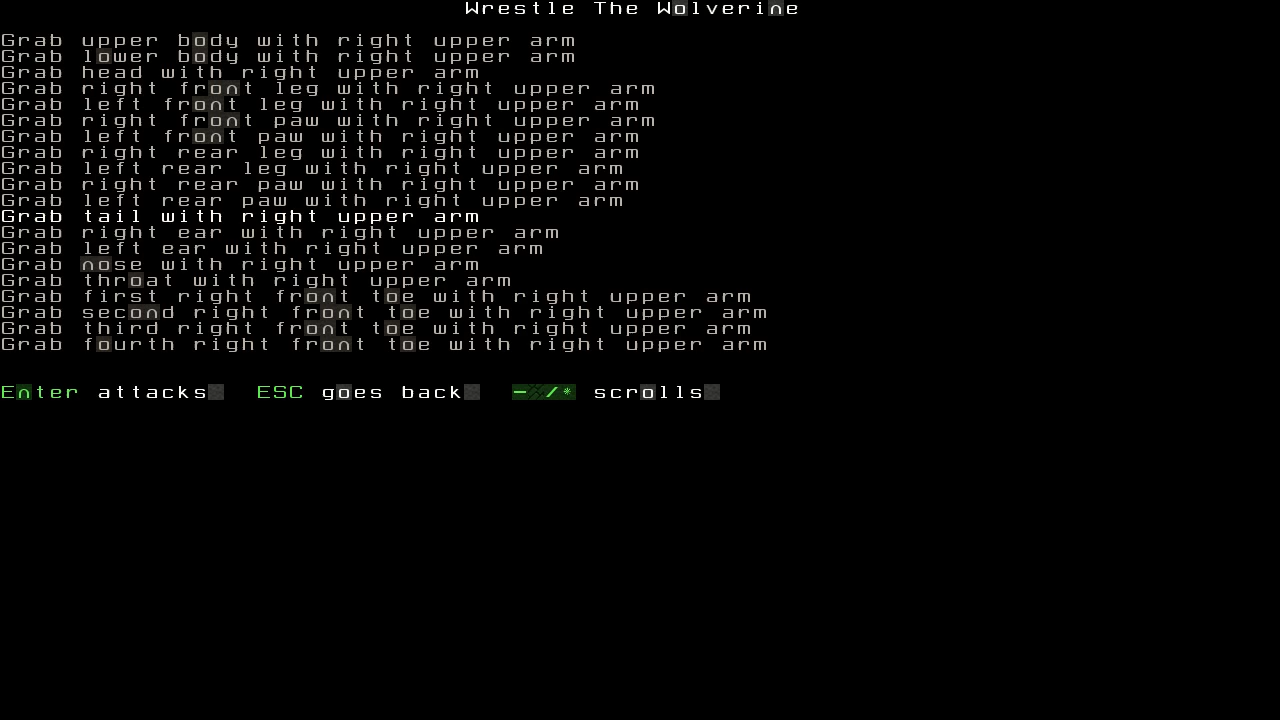 Wrestle The Wolverine
Grab upper body with right upper arm
Grab lower body with right upper arm
Grab head with right upper arm
Grab right front leg with right upper arm
Grab left front leg with right upper arm
Grab right front paw with right upper arm
Grab left front paw with right upper arm
Grab right rear leg with right upper arm
Grab left rear leg with right upper arm
Grab right rear paw with right upper arm
Grab left rear paw with right upper arm
Grab tail with right upper arm
Grab right ear with right upper arm
Grab left ear with right upper arm
Grab nose with right upper arm
Grab throat with right upper arm
Grab first right front toe with right upper arm
Grab second right front toe with right upper arm
Grab third right front toe with right upper arm
Grab fourth right front toe with right upper arm
Enter attacks ESC goes back - /* scrolls